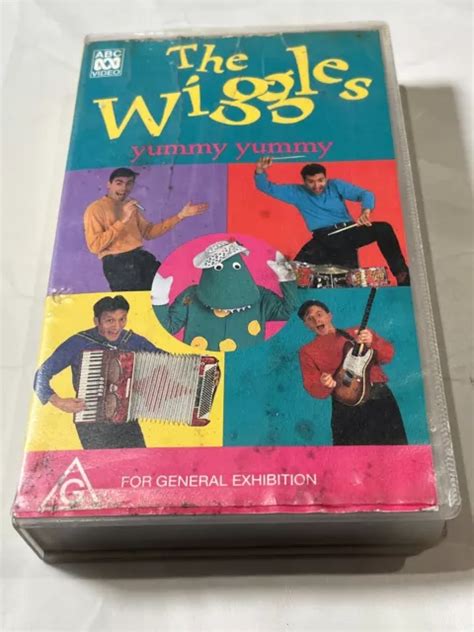 ABC
VIDEO
The
Wiggles
yummy yummy
G
FOR GENERAL EXHIBITION